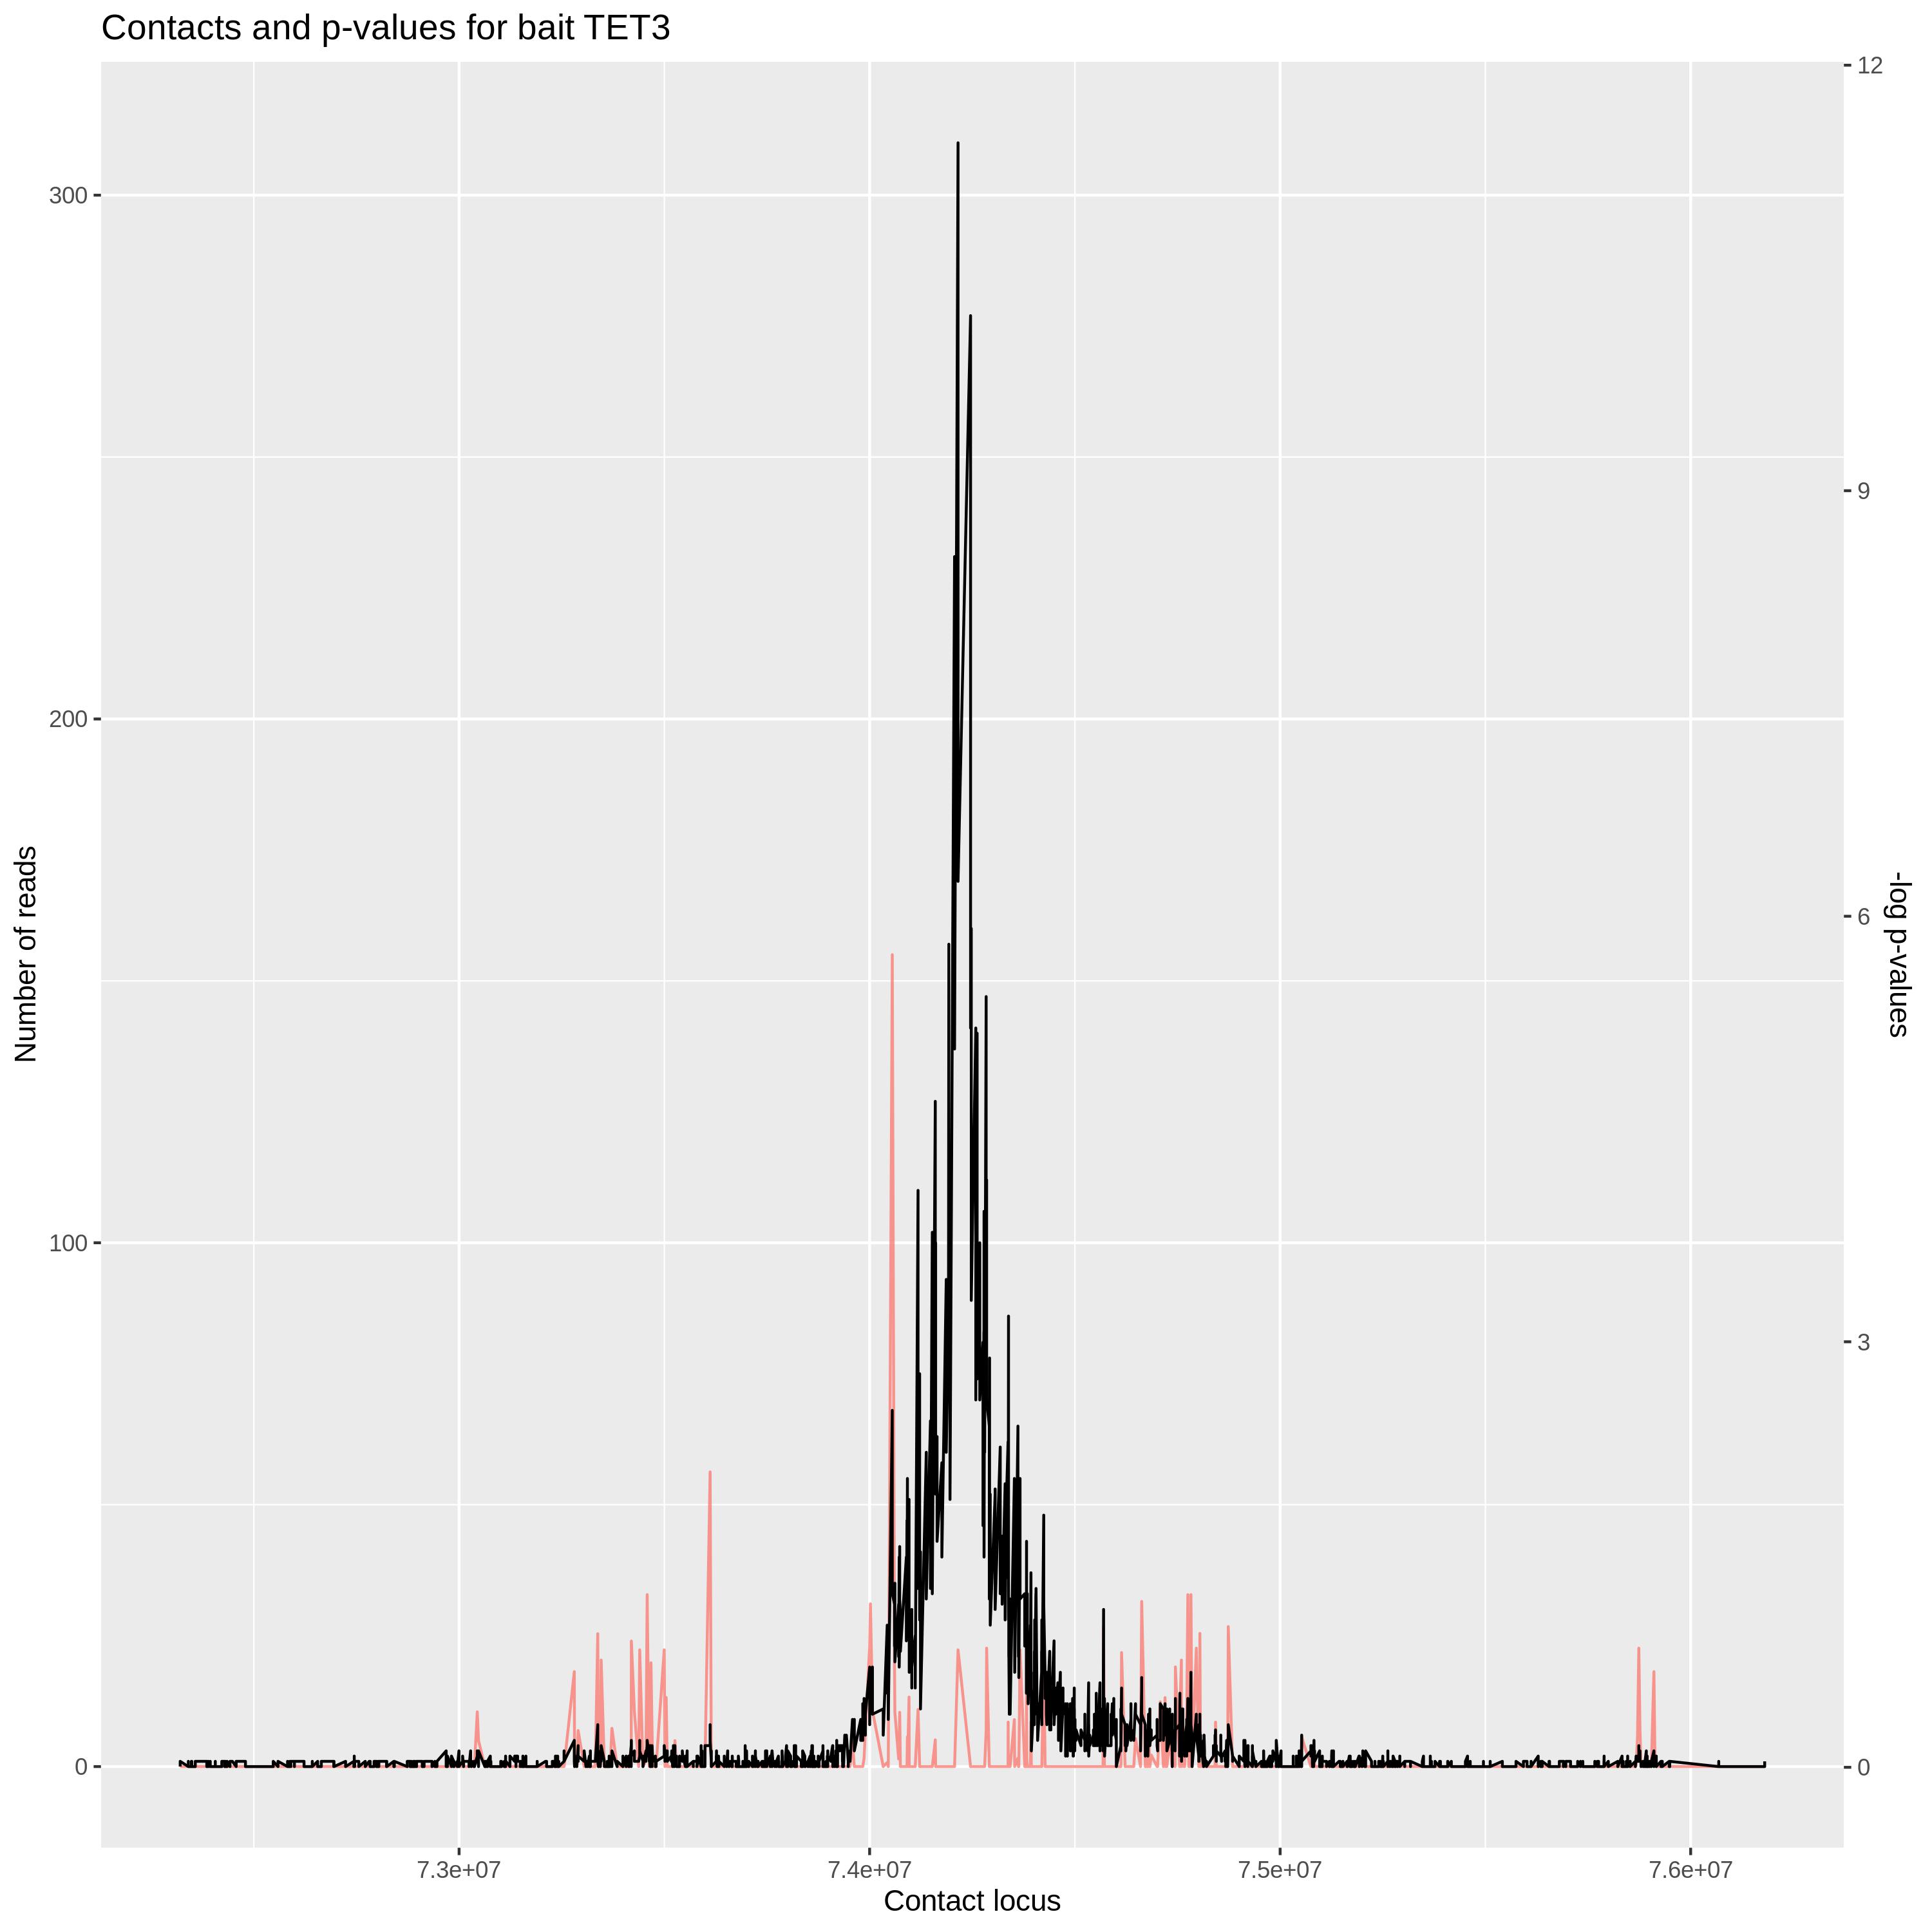 Contacts and p-values for bait TET3
300
200
100
0
Number of reads
12
9
6
3
0
-log p-values
7.3e+07
7.4e+07
7.5e+07
7.6e+07
Contact locus